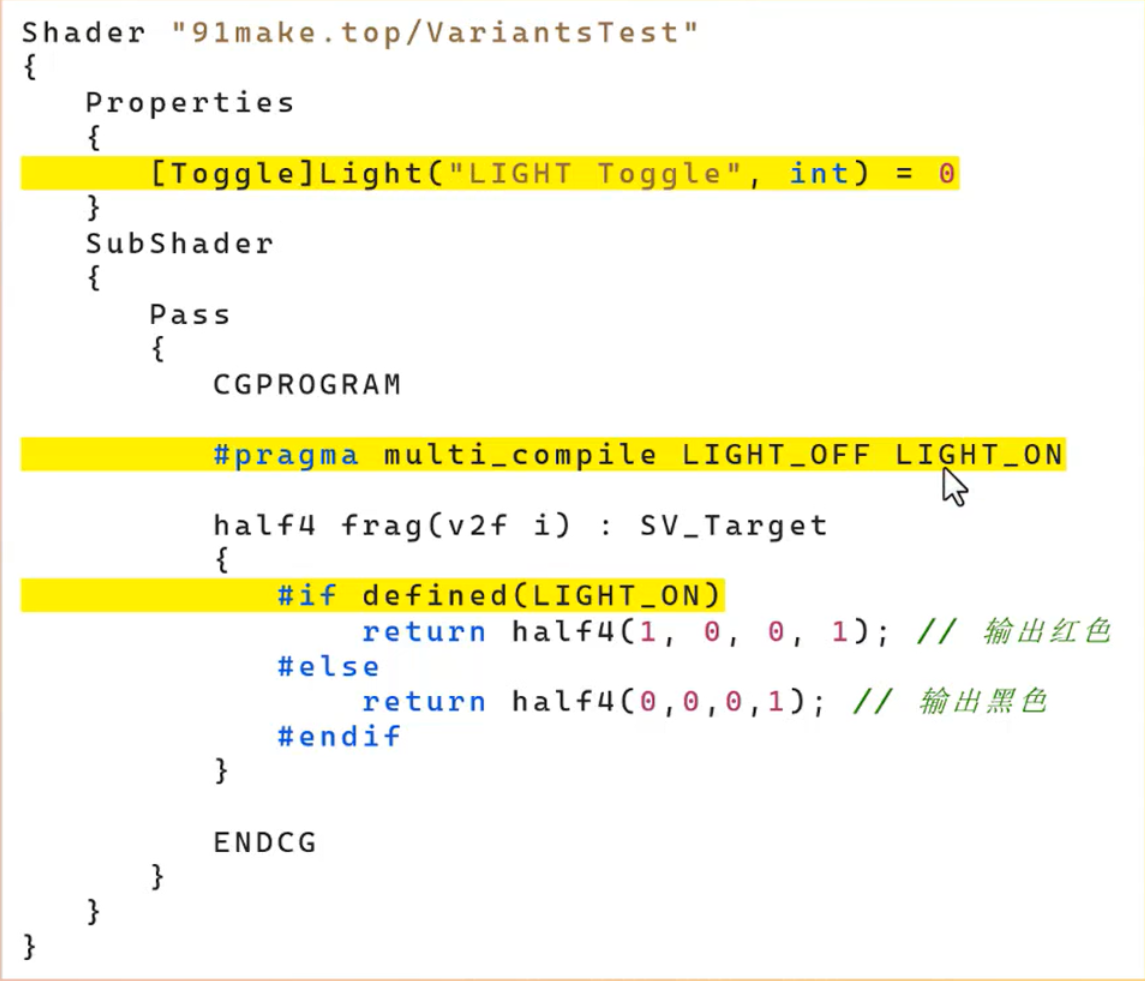 Shader "91make.top/VariantsTest"
{
    Properties
    {
        [Toggle]Light("LIGHT Toggle", int) = 0
    }
    SubShader
    {
        Pass
        {
            CGPROGRAM

            #pragma multi_compile LIGHT_OFF LIGHT_ON

            half4 frag(v2f i) : SV_Target
            {
                #if defined(LIGHT_ON)
                    return half4(1, 0, 0, 1); // 输出红色
                #else
                    return half4(0,0,0,1); // 输出黑色
                #endif
            }

            ENDCG
        }
    }
}